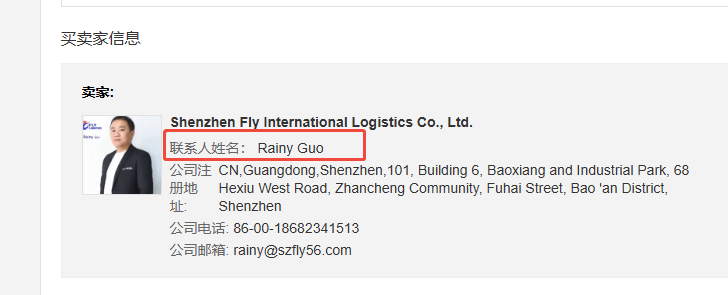 买卖家信息
卖家:
Shenzhen Fly International Logistics Co., Ltd.
联系人姓名： Rainy Guo
公司注册地址: CN,Guangdong,Shenzhen,101, Building 6, Baoxiang and Industrial Park, 68
Hexiu West Road, Zhancheng Community, Fuhai Street, Bao 'an District,
Shenzhen
公司电话: 86-00-18682341513
公司邮箱: rainy@szfly56.com